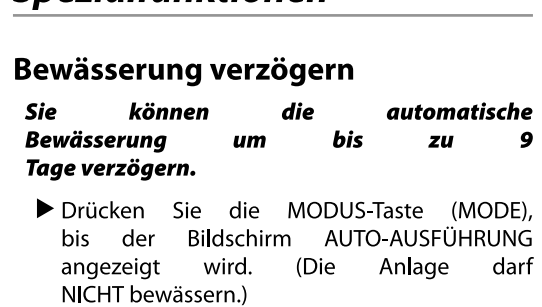 Spezialfunktionen
Bewässerung verzögern
Sie können die automatische
Bewässerung um bis zu 9
Tage verzögern.
▶ Drücken Sie die MODUS-Taste (MODE),
bis der Bildschirm AUTO-AUSFÜHRUNG
angezeigt wird. (Die Anlage darf
NICHT bewässern.)